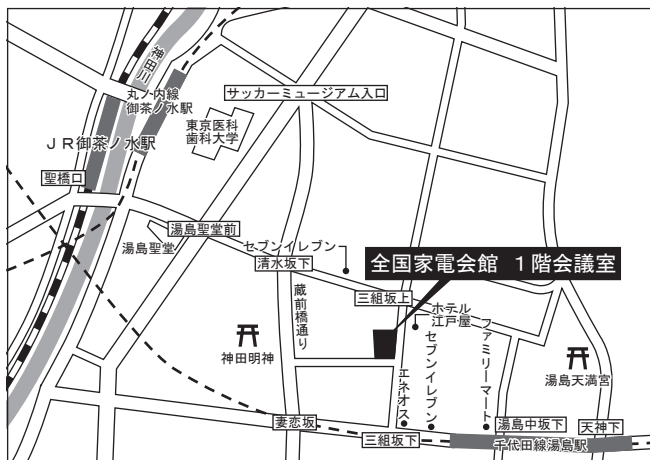 神田川
丸ノ内線
御茶ノ水駅
サッカーミュージアム入口
東京医科
歯科大学
JR御茶ノ水駅
聖橋口
湯島聖堂前
湯島聖堂
セブンイレブン
清水坂下
全国家電会館 1階会議室
三組坂上
蔵前橋通り
ホテル
江戸屋
神田明神
エネオス
セブンイレブン
ファミリーマート
湯島天満宮
妻恋坂
三組坂下
湯島中坂下
天神下
千代田線湯島駅